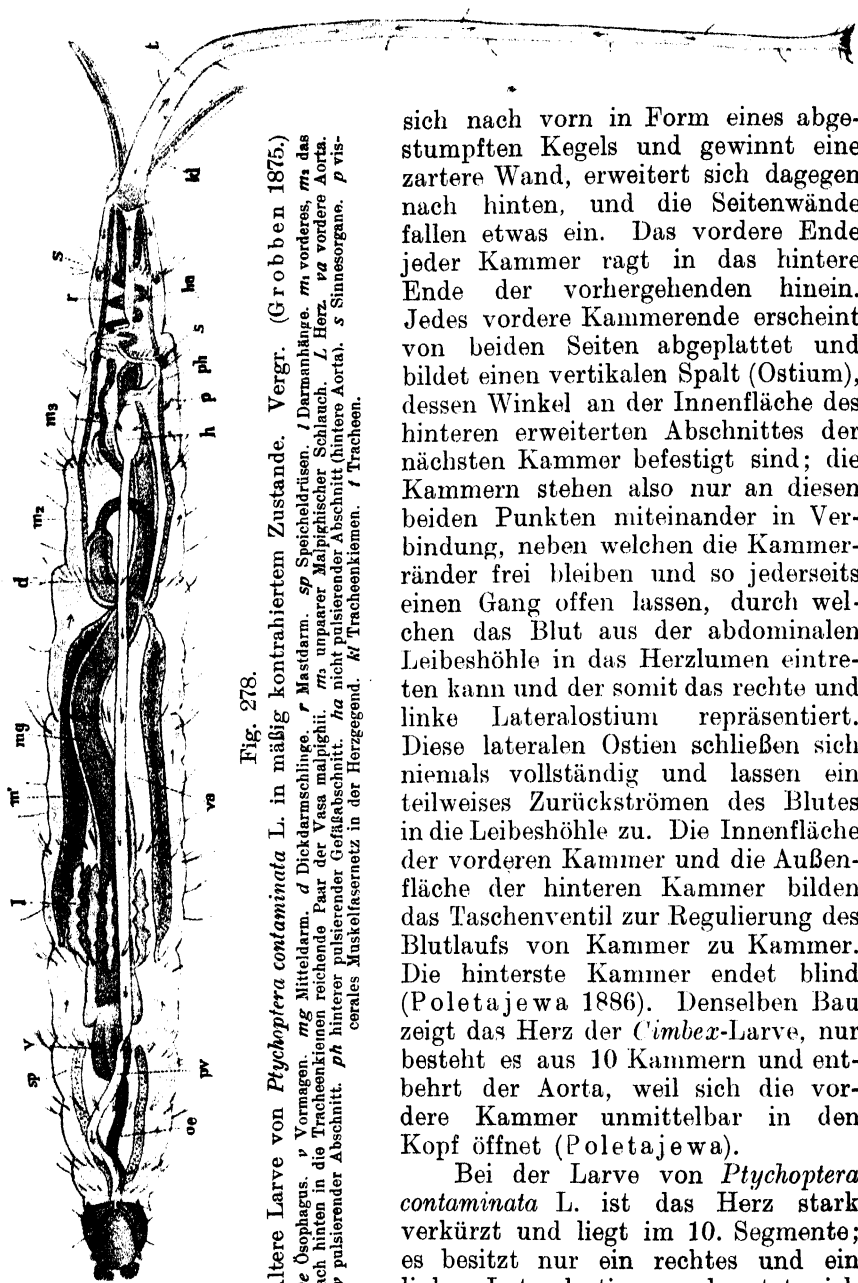 t
kl
s
r
ha
s
ph
m3
p
h
m2
d
mg
m'
va
l
v
sp
pv
oe
Fig. 278.
ltere Larve von Ptychoptera contaminata L. in mäßig kontrahiertem Zustande. Vergr. (Grobben 1875.)
e Ösophagus. v Vormagen. mg Mitteldarm. d Dickdarmschlinge. r Mastdarm. sp Speicheldrüsen. l Darmanhänge. m1 vorderes, m2 das
ach hinten in die Tracheenkiemen reichende Paar der Vasa malpighii. m3 unpaarer Malpighischer Schlauch. L Herz. va vordere Aorta.
v pulsierender Abschnitt. ph hinterer pulsierender Gefäßabschnitt. ha nicht pulsierender Abschnitt (hintere Aorta). s Sinnesorgane. p vis-
cerales Muskelfasernetz in der Herzgegend. kl Tracheenkiemen. t Tracheen.
sich nach vorn in Form eines abge-
stumpften Kegels und gewinnt eine
zartere Wand, erweitert sich dagegen
nach hinten, und die Seitenwände
fallen etwas ein. Das vordere Ende
jeder Kammer ragt in das hintere
Ende der vorhergehenden hinein.
Jedes vordere Kammerende erscheint
von beiden Seiten abgeplattet und
bildet einen vertikalen Spalt (Ostium),
dessen Winkel an der Innenfläche des
hinteren erweiterten Abschnittes der
nächsten Kammer befestigt sind; die
Kammern stehen also nur an diesen
beiden Punkten miteinander in Ver-
bindung, neben welchen die Kammer-
ränder frei bleiben und so jederseits
einen Gang offen lassen, durch wel-
chen das Blut aus der abdominalen
Leibeshöhle in das Herzlumen eintre-
ten kann und der somit das rechte und
linke Lateralostium repräsentiert.
Diese lateralen Ostien schließen sich
niemals vollständig und lassen ein
teilweises Zurückströmen des Blutes
in die Leibeshöhle zu. Die Innenfläche
der vorderen Kammer und die Außen-
fläche der hinteren Kammer bilden
das Taschenventil zur Regulierung des
Blutlaufs von Kammer zu Kammer.
Die hinterste Kammer endet blind
(Poletajewa 1886). Denselben Bau
zeigt das Herz der Cimbex-Larve, nur
besteht es aus 10 Kammern und ent-
behrt der Aorta, weil sich die vor-
dere Kammer unmittelbar in den
Kopf öffnet (Poletajewa).
Bei der Larve von Ptychoptera
contaminata L. ist das Herz stark
verkürzt und liegt im 10. Segmente;
es besitzt nur ein rechtes und ein